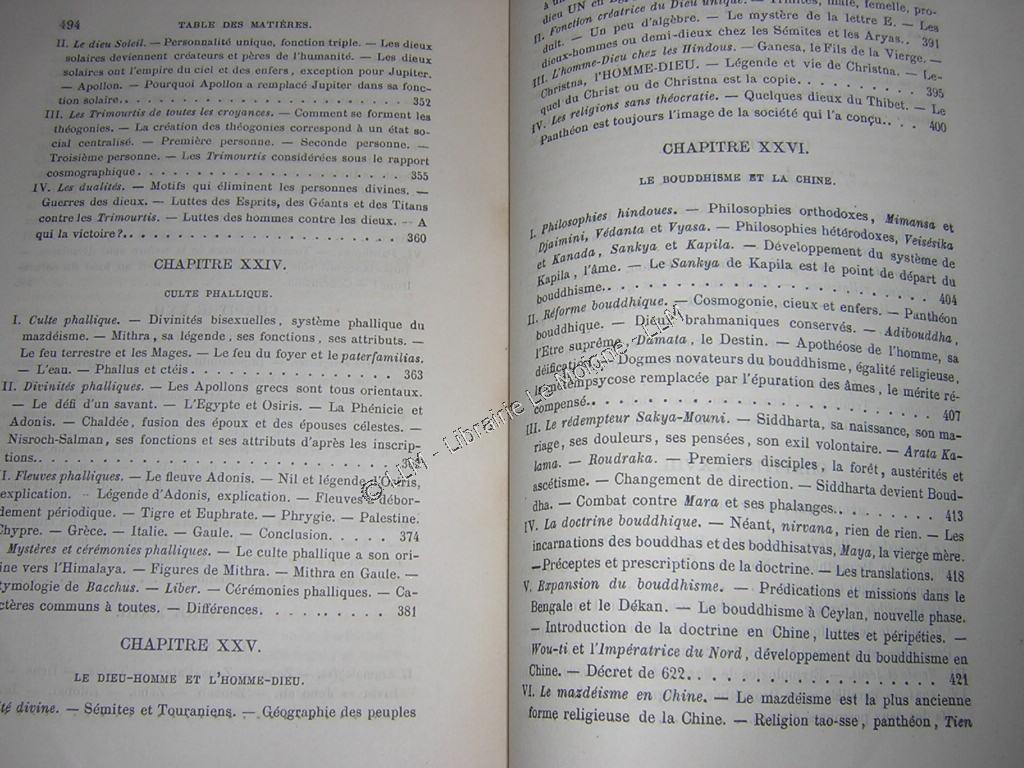 494 TABLE DES MATIÈRES.
II. Le dieu Soleil. — Personnalité unique, fonction triple. — Les dieux
solaires deviennent créateurs et pères de l'humanité. — Les dieux
solaires ont l'empire du ciel et des enfers, exception pour Jupiter.
— Apollon. — Pourquoi Apollon a remplacé Jupiter dans sa fonc-
tion solaire. . . . . . . . . . . . . . . . . . . . 352
III. Les Trimourtis de toutes les croyances. — Comment se forment les
théogonies. — La création des théogonies correspond à un état so-
cial centralisé. — Première personne. — Seconde personne. —
Troisième personne. — Les Trimourtis considérées sous le rapport
cosmographique . . . . . . . . . . . . . . . . . . 355
IV. Les dualités. — Motifs qui éliminent les personnes divines. —
Guerres des dieux. — Luttes des Esprits, des Géants et des Titans
contre les Trimourtis. — Luttes des hommes contre les dieux. — A
qui la victoire?. . . . . . . . . . . . . . . . . . . 360
CHAPITRE XXIV.
CULTE PHALLIQUE.
I. Culte phallique. — Divinités bisexuelles, système phallique du
mazdéisme. — Mithra, sa légende, ses fonctions, ses attributs. —
Le feu terrestre et les Mages. — Le feu du foyer et le paterfamilias.
— L'eau. — Phallus et ctéis. . . . . . . . . . . . . . 363
II. Divinités phalliques. — Les Apollons grecs sont tous orientaux.
— Le défi d'un savant. — L'Egypte et Osiris. — La Phénicie et
Adonis. — Chaldée, fusion des époux et des épouses célestes. —
Nisroch-Salman, ses fonctions et ses attributs d'après les inscrip-
tions. . . . . . . . . . . . . . . . . . . .
II. Fleuves phalliques. — Le fleuve Adonis. — Nil et légende d'Osiris,
explication. — Légende d'Adonis, explication. — Fleuves à débor-
dement périodique. — Tigre et Euphrate. — Phrygie. — Palestine.
Chypre. — Grèce. — Italie. — Gaule. — Conclusion. . . . . 374
Mystères et cérémonies phalliques. — Le culte phallique a son ori-
ine vers l'Himalaya. — Figures de Mithra. — Mithra en Gaule. —
tymologie de Bacchus. — Liber. — Cérémonies phalliques. — Ca-
ctères communs à toutes. — Différences. . . . . . . . . 381
CHAPITRE XXV.
LE DIEU-HOMME ET L'HOMME-DIEU.
ité divine. — Sémites et Touraniens. — Géographie des peuples
dieu UN en
II. Fonction créatrice du Dieu unique. — Trinités, mâle, femelle, pro-
duit. — Un peu d'algèbre. — Le mystère de la lettre E. — Les
dieux-hommes ou demi-dieux chez les Sémites et les Aryas. . 391
III. L'homme-Dieu chez les Hindous. — Ganesa, le Fils de la Vierge. —
Christna, l'HOMME-DIEU. — Légende et vie de Christna. — Le-
quel du Christ ou de Christna est la copie. . . . . . . . 395
IV. Les religions sans théocratie. — Quelques dieux du Thibet. — Le
Panthéon est toujours l'image de la société qui l'a conçu. . . . 400
CHAPITRE XXVI.
LE BOUDDHISME ET LA CHINE.
I. Philosophies hindoues. — Philosophies orthodoxes, Mimansa et
Djaimini, Védanta et Vyasa. — Philosophies hétérodoxes, Veisésika
et Kanada, Sankya et Kapila. — Développement du système de
Kapila, l'âme. — Le Sankya de Kapila est le point de départ du
bouddhisme. . . . . . . . . . . . . . . . . . . . 404
II. Réforme bouddhique. — Cosmogonie, cieux et enfers. — Panthéon
bouddhique. — Dieux brahmaniques conservés. — Adibouddha,
l'Etre suprême. — Damata, le Destin. — Apothéose de l'homme, sa
déification. — Dogmes novateurs du bouddhisme, égalité religieuse,
la métempsycose remplacée par l'épuration des âmes, le mérite ré-
compensé. . . . . . . . . . . . . . . . . . . . . 407
III. Le rédempteur Sakya-Mouni. — Siddharta, sa naissance, son ma-
riage, ses douleurs, ses pensées, son exil volontaire. — Arata Ka-
lama. — Roudraka. — Premiers disciples, la forêt, austérités et
ascétisme. — Changement de direction. — Siddharta devient Boud-
dha. — Combat contre Mara et ses phalanges. . . . . . . 413
IV. La doctrine bouddhique. — Néant, nirvana, rien de rien. — Les
incarnations des bouddhas et des boddhisatvas, Maya, la vierge mère.
— Préceptes et prescriptions de la doctrine. — Les translations. 418
V. Expansion du bouddhisme. — Prédications et missions dans le
Bengale et le Dékan. — Le bouddhisme à Ceylan, nouvelle phase.
— Introduction de la doctrine en Chine, luttes et péripéties. —
Wou-ti et l'Impératrice du Nord, développement du bouddhisme en
Chine. — Décret de 622. . . . . . . . . . . . . . . 421
VI. Le mazdéisme en Chine. — Le mazdéisme est la plus ancienne
forme religieuse de la Chine. — Religion tao-sse, panthéon, Tien
© LLM - Librairie Le Moigne - LLM